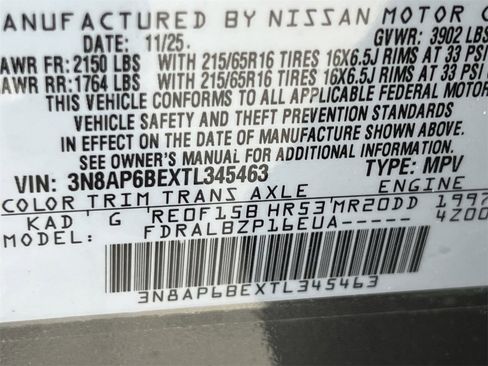 MANUFACTURED BY NISSAN MOTOR C
DATE: 11/25. GVWR: 3902 LBS
AWR FR: 2150 LBS WITH 215/65R16 TIRES 16X6.5J RIMS AT 33 PSI
AWR RR: 1764 LBS WITH 215/65R16 TIRES 16X6.5J RIMS AT 33 PSI
THIS VEHICLE CONFORMS TO ALL APPLICABLE FEDERAL MOTOR
VEHICLE SAFETY AND THEFT PREVENTION STANDARDS
IN EFFECT ON THE DATE OF MANUFACTURE SHOWN ABOVE.
SEE OWNER'S MANUAL FOR ADDITIONAL INFORMATION.
VIN: 3N8AP6BEXTL345463 TYPE: MPV
COLOR TRIM TRANS AXLE ENGINE
KAD G RE0F15B HR53 MR20DD 1997
4Z00
MODEL: FDRALBZP16EUA-----
3N8AP6BEXTL345463